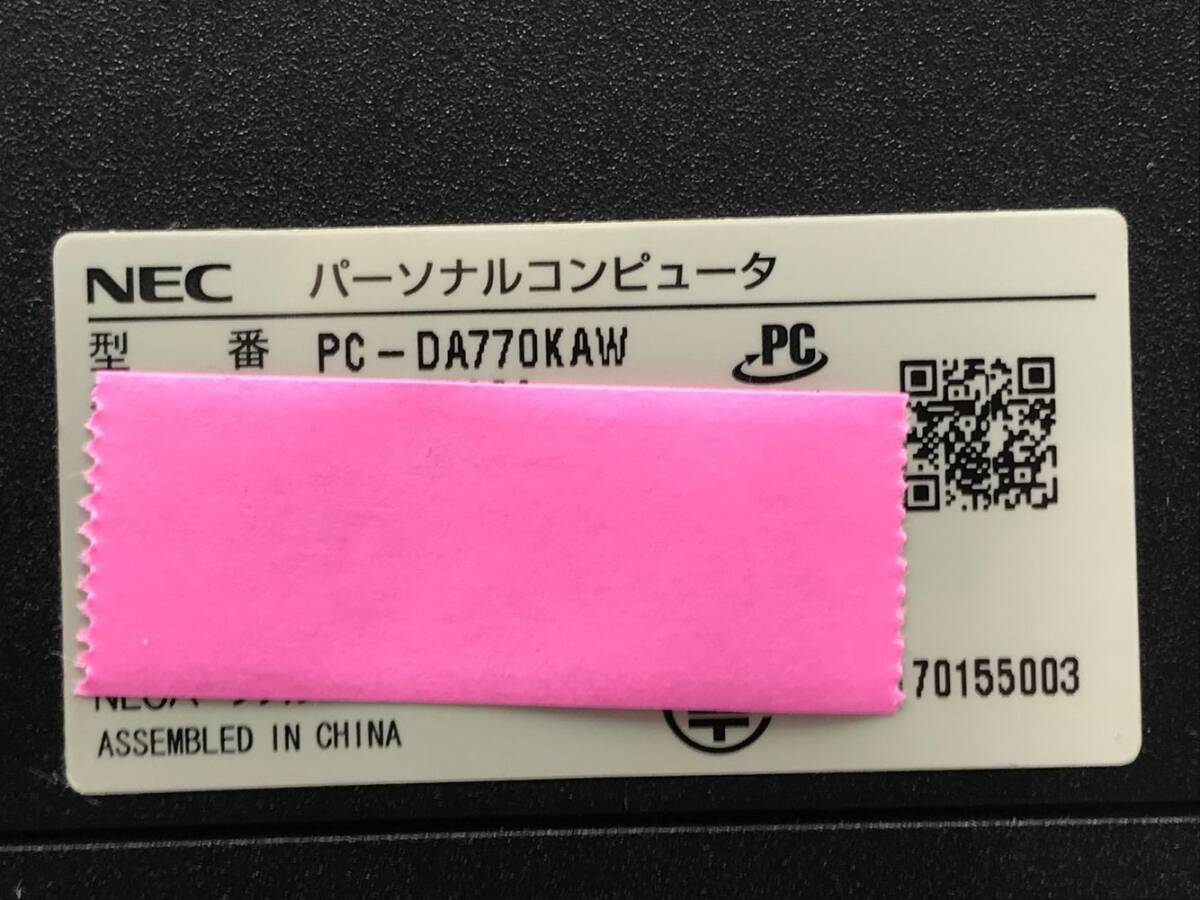 NEC パーソナルコンピュータ
型 番 PC-DA770KAW
PC
70155003
ASSEMBLED IN CHINA